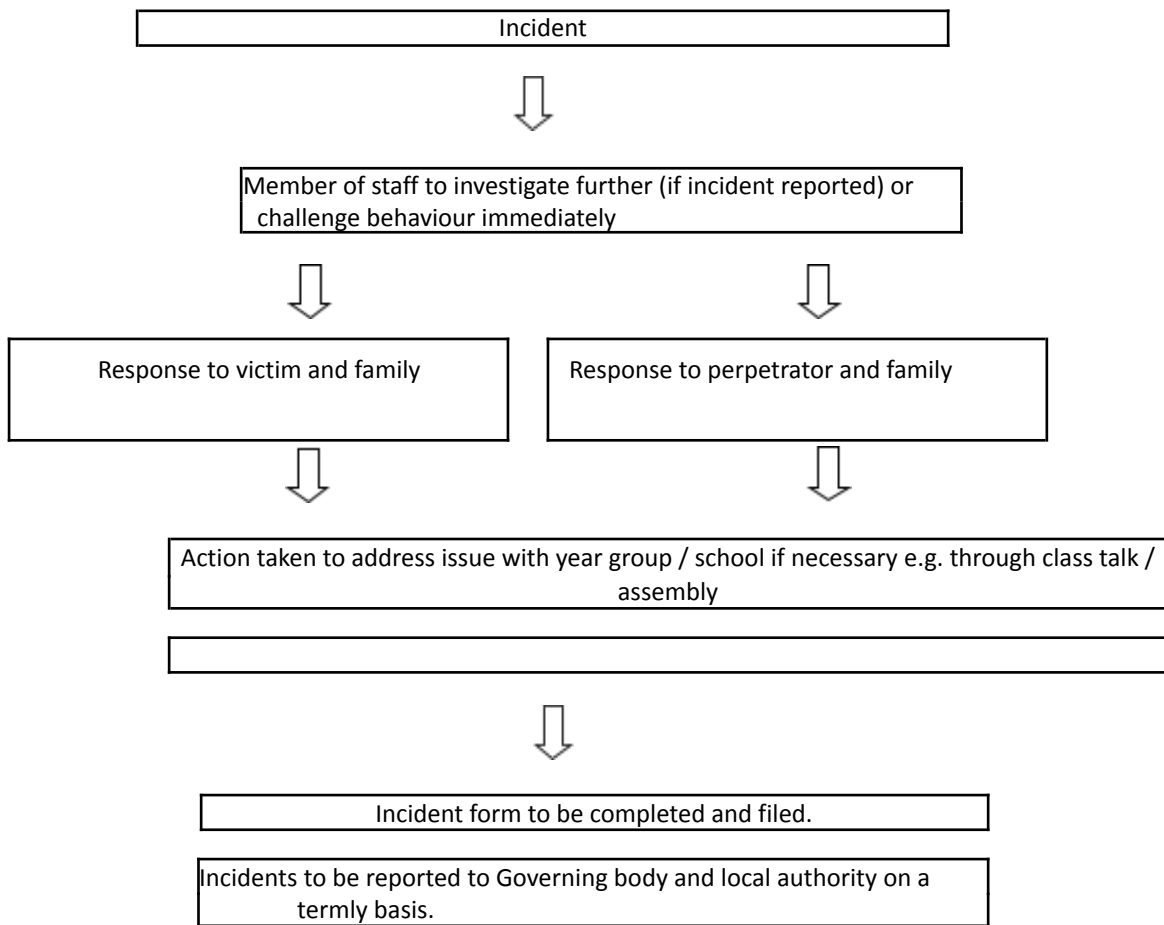 Incident
Member of staff to investigate further (if incident reported) or
challenge behaviour immediately
Response to victim and family
Response to perpetrator and family
Action taken to address issue with year group / school if necessary e.g. through class talk /
assembly
Incident form to be completed and filed.
Incidents to be reported to Governing body and local authority on a
termly basis.